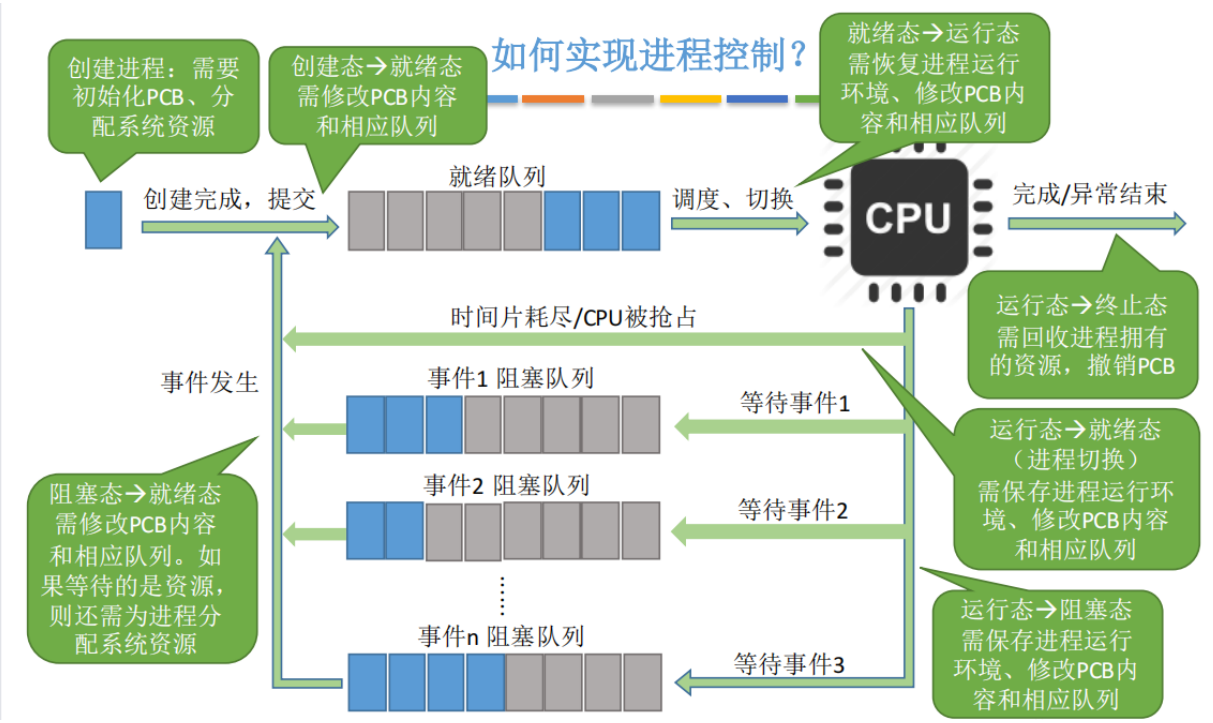 如何实现进程控制？
创建进程：需要
初始化PCB、分
配系统资源
创建态→就绪态
需修改PCB内容
和相应队列
就绪态→运行态
需恢复进程运行
环境、修改PCB内
容和相应队列
创建完成，提交
就绪队列
调度、切换
CPU
完成/异常结束
运行态→终止态
需回收进程拥有
的资源，撤销PCB
时间片耗尽/CPU被抢占
事件发生
事件1 阻塞队列
等待事件1
运行态→就绪态
（进程切换）
需保存进程运行环
境、修改PCB内容
和相应队列
阻塞态→就绪态
需修改PCB内容
和相应队列。如
果等待的是资源，
则还需为进程分
配系统资源
事件2 阻塞队列
等待事件2
······
运行态→阻塞态
需保存进程运行
环境、修改PCB内
容和相应队列
事件n 阻塞队列
等待事件3